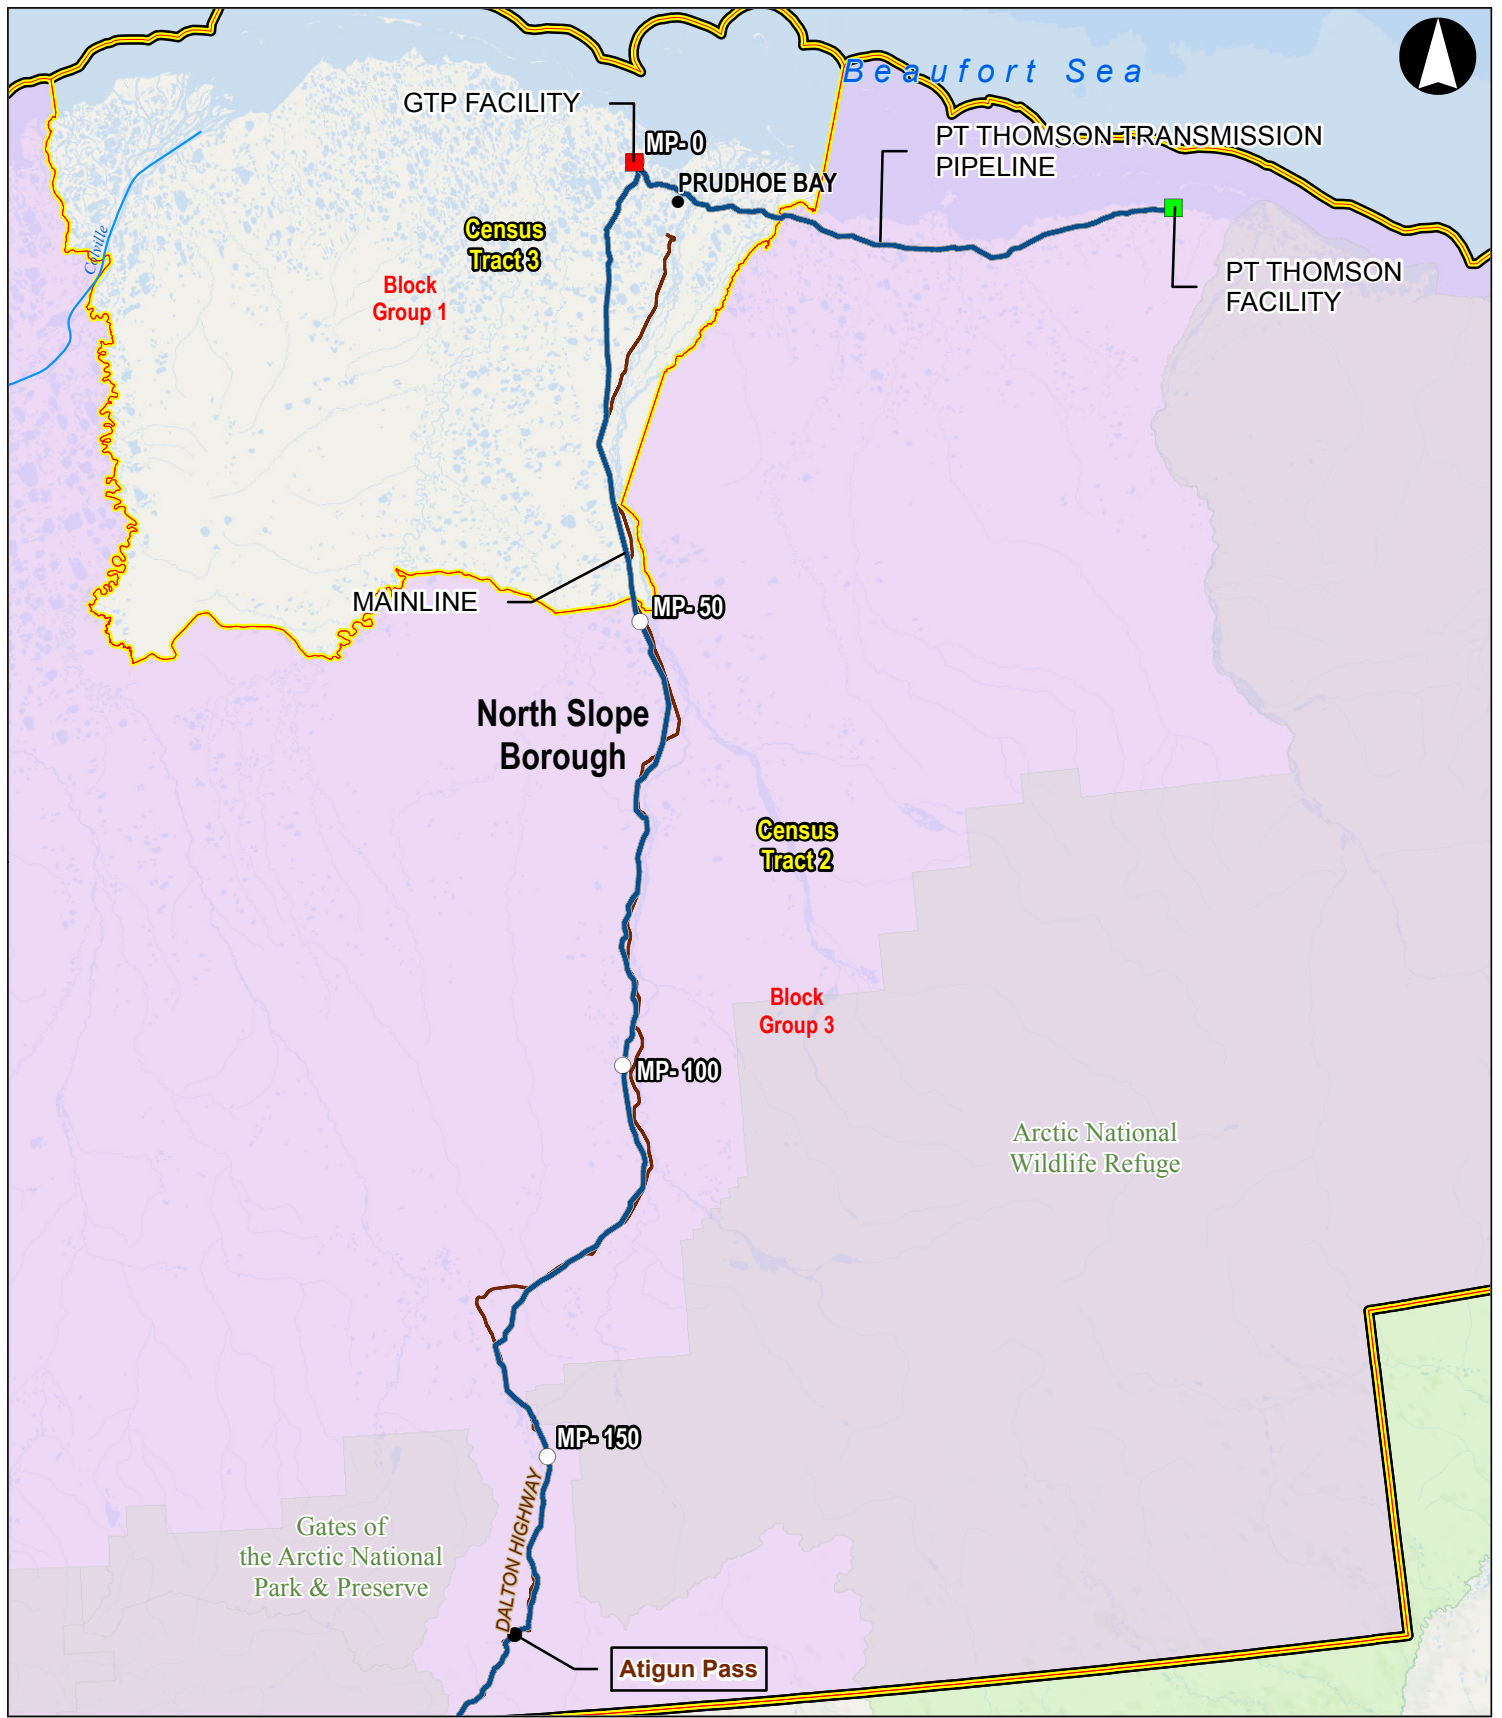 Beaufort Sea
GTP FACILITY
MP- 0
PT THOMSON TRANSMISSION
PIPELINE
PRUDHOE BAY
Census
Tract 3
Colville
Block
Group 1
PT THOMSON
FACILITY
MAINLINE
MP- 50
North Slope
Borough
Census
Tract 2
Block
Group 3
MP- 100
Arctic National
Wildlife Refuge
MP- 150
DALTON HIGHWAY
Gates of
the Arctic National
Park & Preserve
Atigun Pass